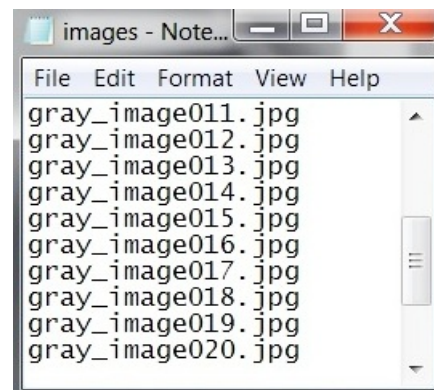 images - Note...
File Edit Format View Help
gray_image011.jpg
gray_image012.jpg
gray_image013.jpg
gray_image014.jpg
gray_image015.jpg
gray_image016.jpg
gray_image017.jpg
gray_image018.jpg
gray_image019.jpg
gray_image020.jpg